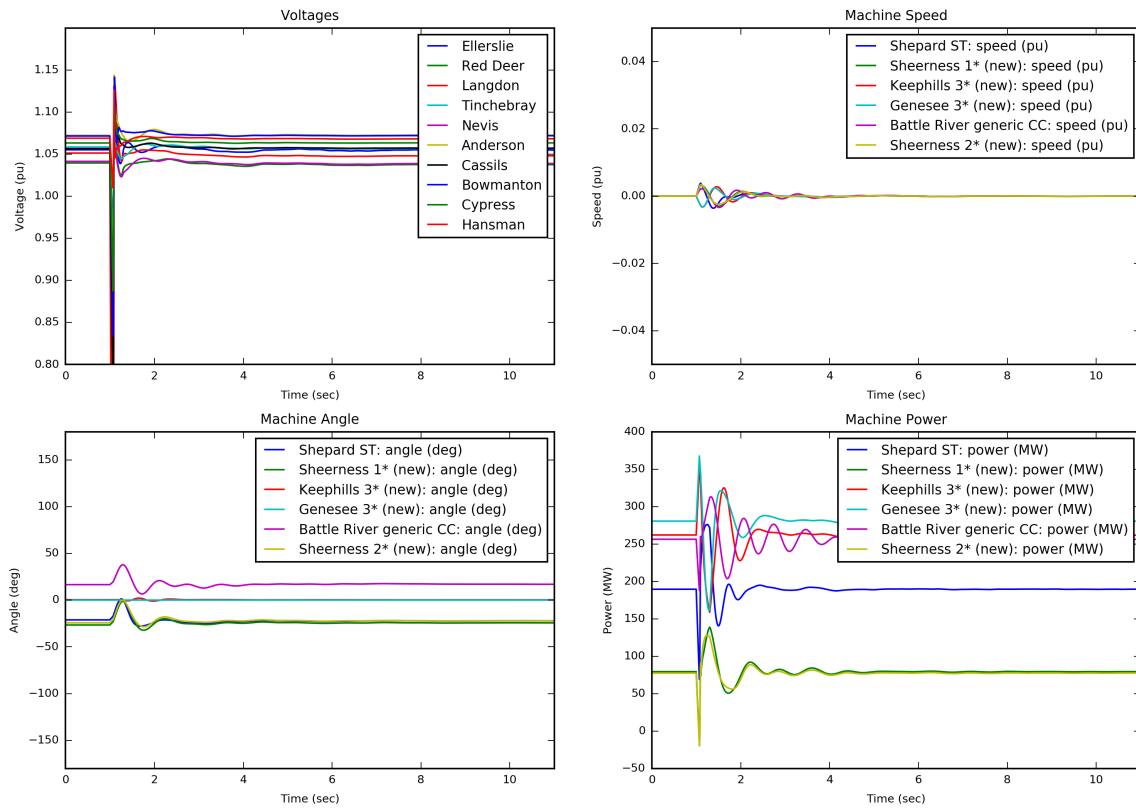 Voltages
1.15
1.10
1.05
1.00
0.95
0.90
0.85
0.80
Voltage (pu)
Ellerslie
Red Deer
Langdon
Tinchebray
Nevis
Anderson
Cassils
Bowmanton
Cypress
Hansman
0 2 4 6 8 10
Time (sec)
Machine Speed
0.04
0.02
0.00
−0.02
−0.04
Speed (pu)
Shepard ST: speed (pu)
Sheerness 1* (new): speed (pu)
Keephills 3* (new): speed (pu)
Genesee 3* (new): speed (pu)
Battle River generic CC: speed (pu)
Sheerness 2* (new): speed (pu)
0 2 4 6 8 10
Time (sec)
Machine Angle
150
100
50
0
−50
−100
−150
Angle (deg)
Shepard ST: angle (deg)
Sheerness 1* (new): angle (deg)
Keephills 3* (new): angle (deg)
Genesee 3* (new): angle (deg)
Battle River generic CC: angle (deg)
Sheerness 2* (new): angle (deg)
0 2 4 6 8 10
Time (sec)
Machine Power
400
350
300
250
200
150
100
50
0
−50
Power (MW)
Shepard ST: power (MW)
Sheerness 1* (new): power (MW)
Keephills 3* (new): power (MW)
Genesee 3* (new): power (MW)
Battle River generic CC: power (MW)
Sheerness 2* (new): power (MW)
0 2 4 6 8 10
Time (sec)